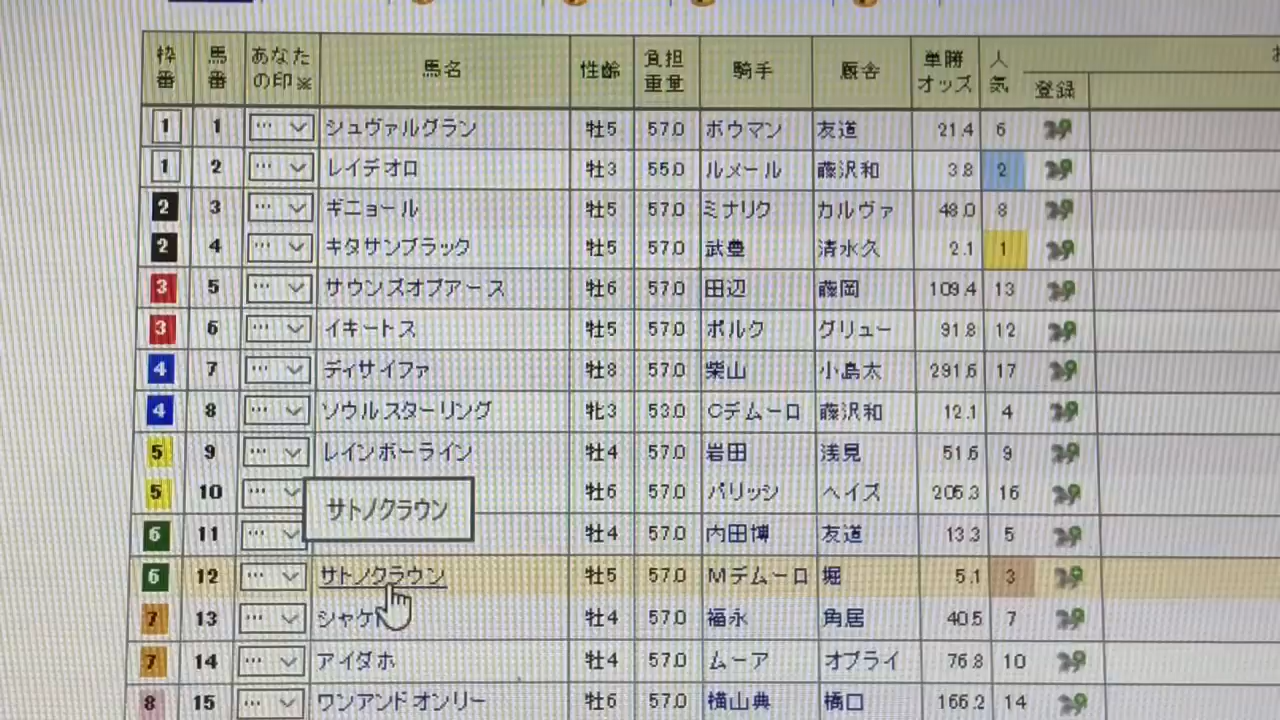 枠番 馬番 あなたの印※ 馬名 性齢 負担重量 騎手 厩舎 単勝オッズ 人気 登録
1 1 … シュヴァルグラン 牡5 57.0 ボウマン 友道 21.4 6
1 2 … レイデオロ 牡3 55.0 ルメール 藤沢和 3.8 2
2 3 … ギニョール 牡5 57.0 ミナリク カルヴァ 48.0 8
2 4 … キタサンブラック 牡5 57.0 武豊 清水久 2.1 1
3 5 … サウンズオブアース 牡6 57.0 田辺 藤岡 109.4 13
3 6 … イキートス 牡5 57.0 ポルク グリュー 91.8 12
4 7 … ディサイファ 牡8 57.0 柴山 小島太 291.6 17
4 8 … ソウルスターリング 牝3 53.0 Cデムーロ 藤沢和 12.1 4
5 9 … レインボーライン 牡4 57.0 岩田 浅見 51.6 9
5 10 … 牡6 57.0 パリッシ ヘイズ 205.3 16
サトノクラウン
6 11 … 牡4 57.0 内田博 友道 13.3 5
6 12 … サトノクラウン 牡5 57.0 Mデムーロ 堀 5.1 3
7 13 … シャケ 牡4 57.0 福永 角居 40.5 7
7 14 … アイダホ 牡4 57.0 ムーア オブライ 76.8 10
8 15 … ワンアンドオンリー 牡6 57.0 横山典 橋口 166.2 14